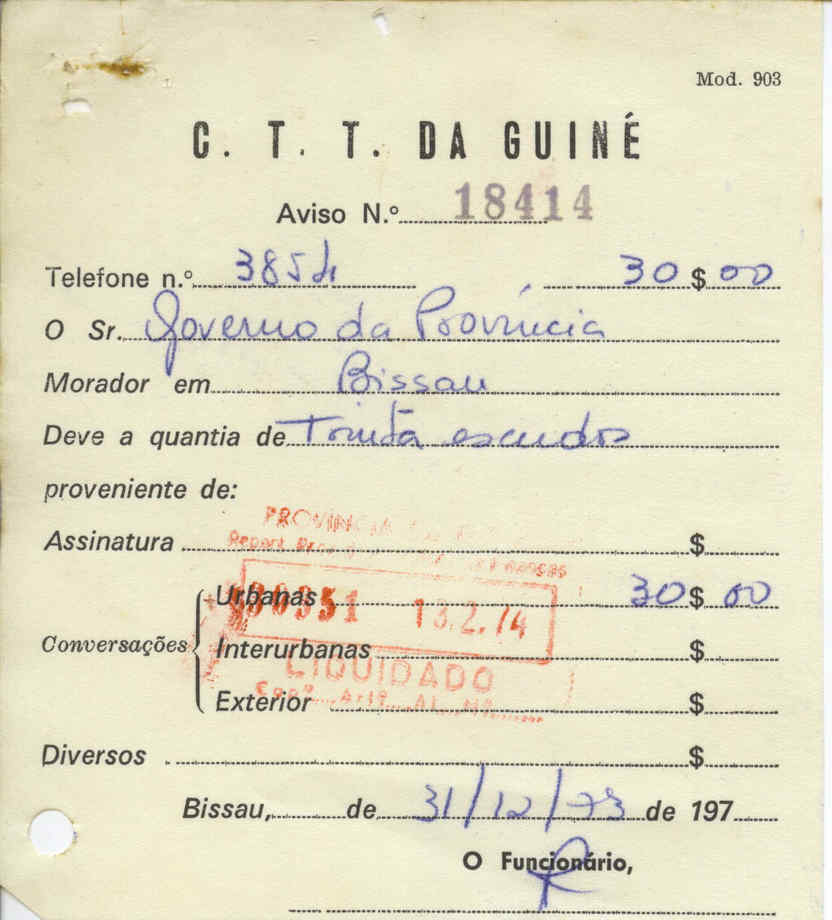 Mod. 903
C. T. T. DA GUINÉ
Aviso N.º 18414
Telefone n.º 3854 30 $ 00
O Sr. Governo da Província
Morador em Bissau
Deve a quantia de Trinta escudos
proveniente de:
PROVÍNCIA
Assinatura $
Urbanas 30 $ 00
13.2.74
Conversações
Interurbanas $
LIQUIDADO
Exterior $
Diversos $
Bissau, de 31/12/73 de 197
O Funcionário,